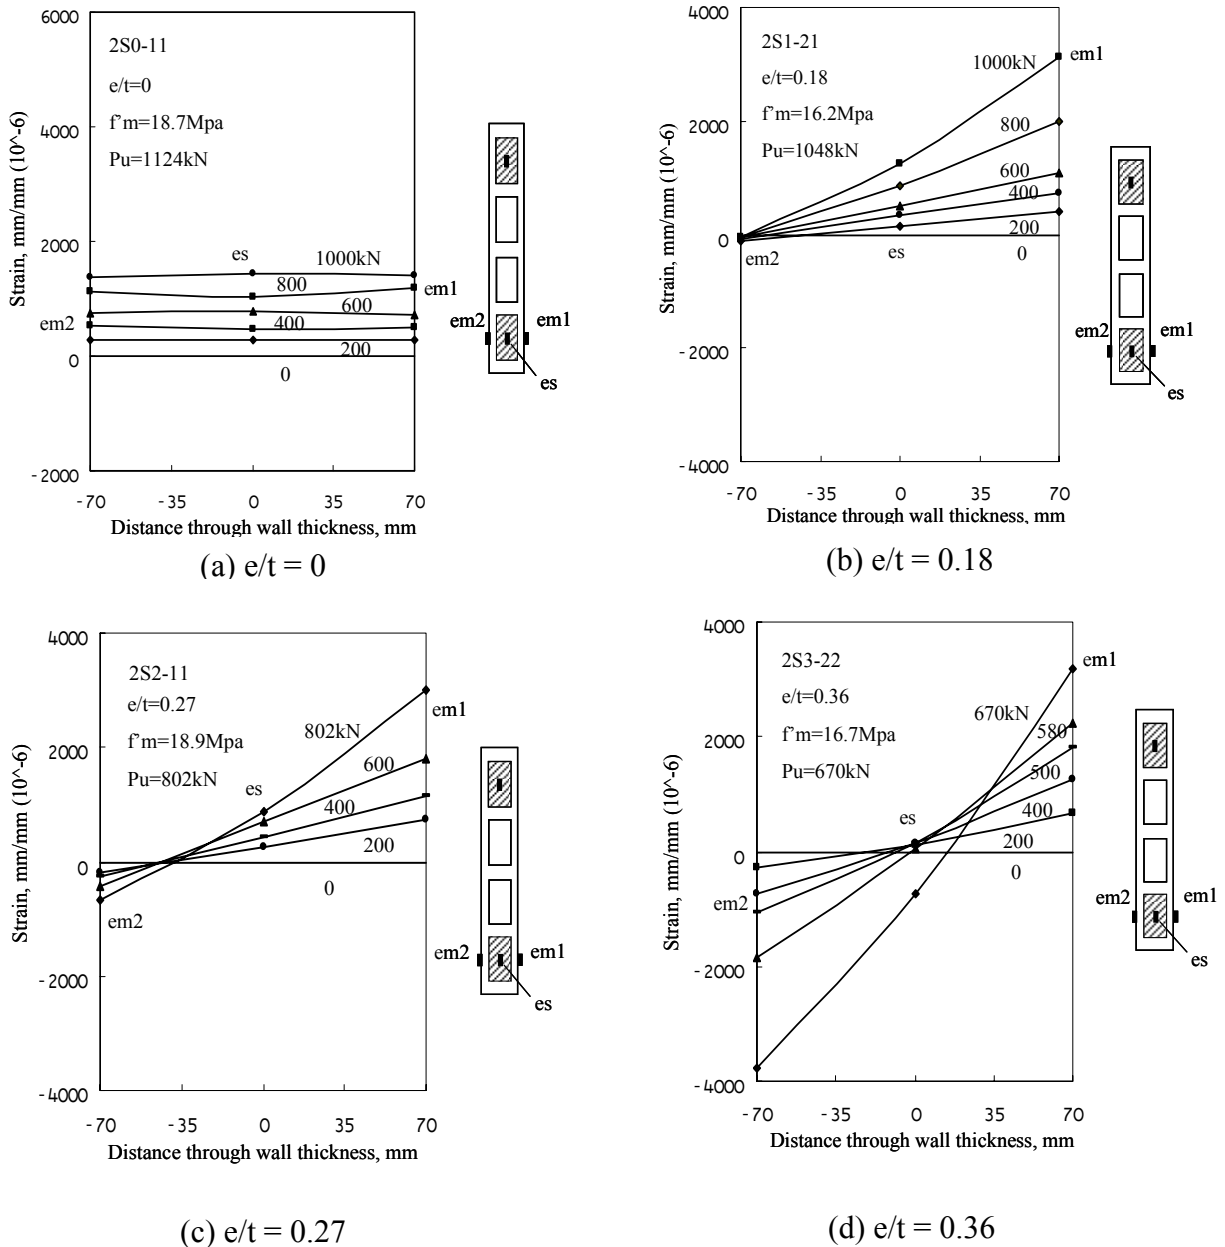 6000
4000
2000
0
-2000
Strain, mm/mm (10^-6)
2S0-11
e/t=0
f'm=18.7Mpa
Pu=1124kN
es
1000kN
800
em1
600
em2
400
200
0
-70 -35 0 35 70
Distance through wall thickness, mm
em2 em1
es
(a) e/t = 0
4000
2000
0
-2000
-4000
Strain, mm/mm (10^-6)
2S1-21
e/t=0.18
f'm=16.2Mpa
Pu=1048kN
1000kN
em1
800
600
400
200
em2
es
0
-70 -35 0 35 70
Distance through wall thickness, mm
em2 em1
es
(b) e/t = 0.18
4000
2000
0
-2000
-4000
Strain, mm/mm (10^-6)
2S2-11
e/t=0.27
f'm=18.9Mpa
Pu=802kN
802kN
em1
600
es
400
200
0
em2
-70 -35 0 35 70
Distance through wall thickness, mm
em2 em1
es
(c) e/t = 0.27
4000
2000
0
-2000
-4000
Strain, mm/mm (10^-6)
2S3-22
e/t=0.36
f'm=16.7Mpa
Pu=670kN
em1
670kN
580
500
es
400
200
0
em2
-70 -35 0 35 70
Distance through wall thickness, mm
em2 em1
es
(d) e/t = 0.36